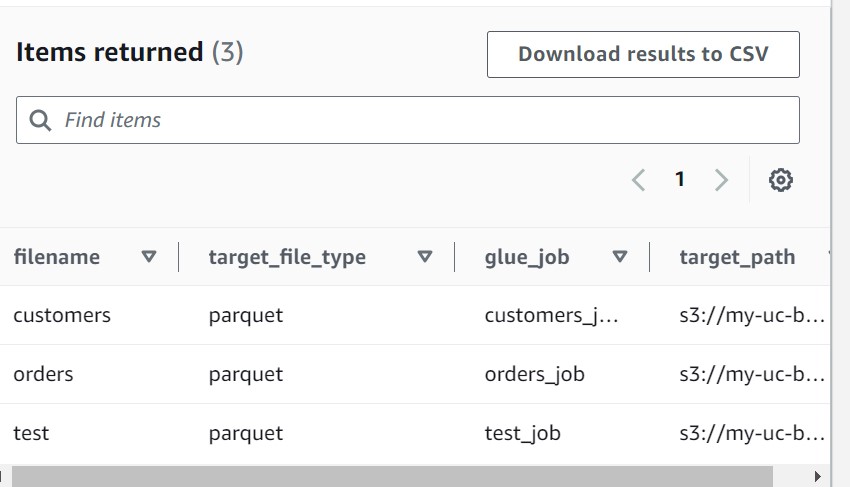 Items returned (3)
Download results to CSV
Find items
1
filename target_file_type glue_job target_path
customers parquet customers_j... s3://my-uc-b...
orders parquet orders_job s3://my-uc-b...
test parquet test_job s3://my-uc-b...